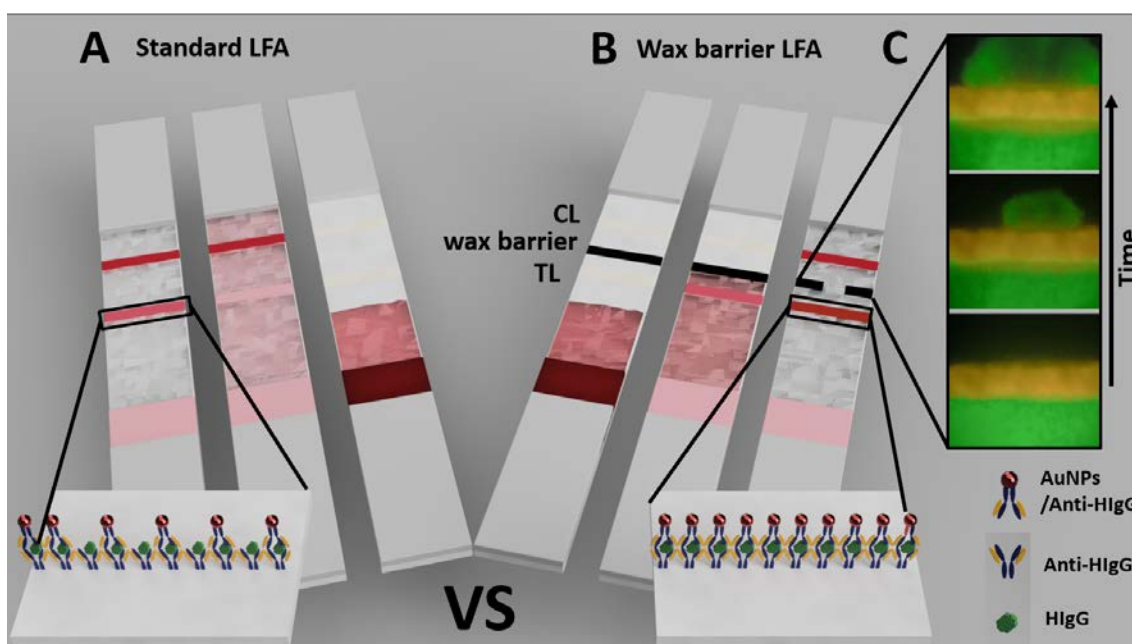 A Standard LFA
B Wax barrier LFA
C
CL
wax barrier
TL
Time
VS
AuNPs
/Anti-HIgG
Anti-HIgG
HIgG